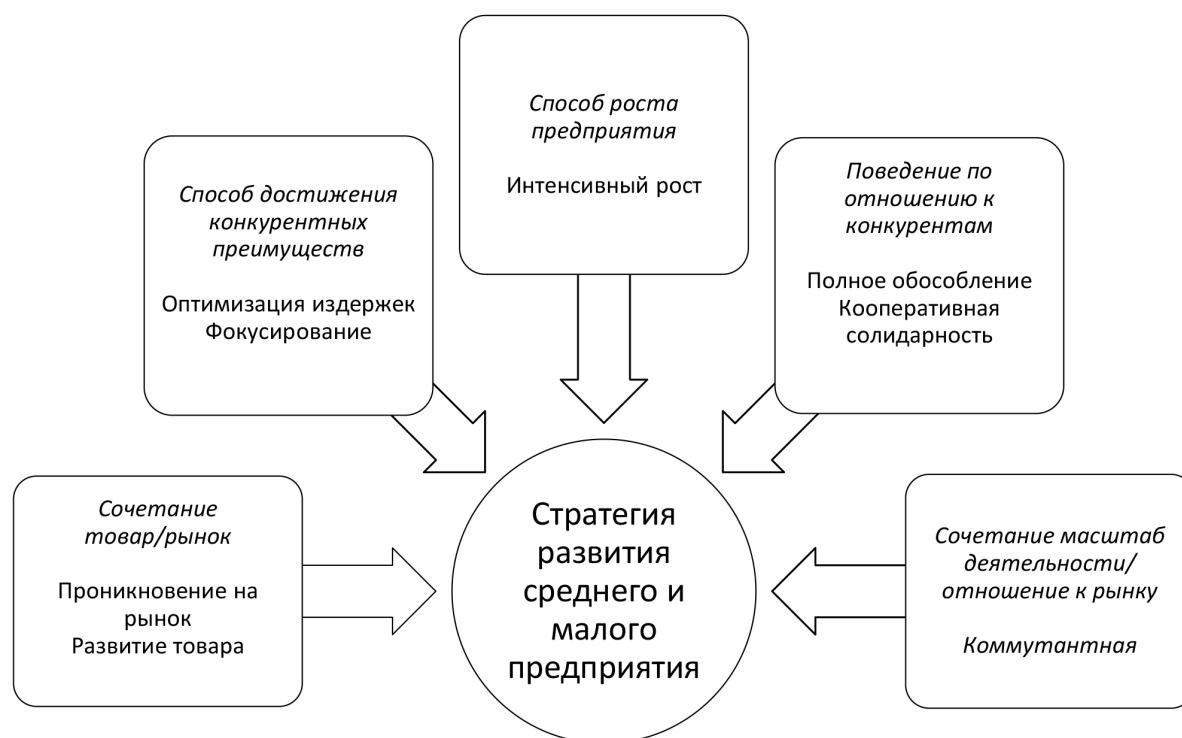 Способ роста
предприятия
Интенсивный рост
Способ достижения
конкурентных
преимуществ
Оптимизация издержек
Фокусирование
Поведение по
отношению к
конкурентам
Полное обособление
Кооперативная
солидарность
Сочетание
товар/рынок
Проникновение на
рынок
Развитие товара
Стратегия
развития
среднего и
малого
предприятия
Сочетание масштаб
деятельности/
отношение к рынку
Коммутантная